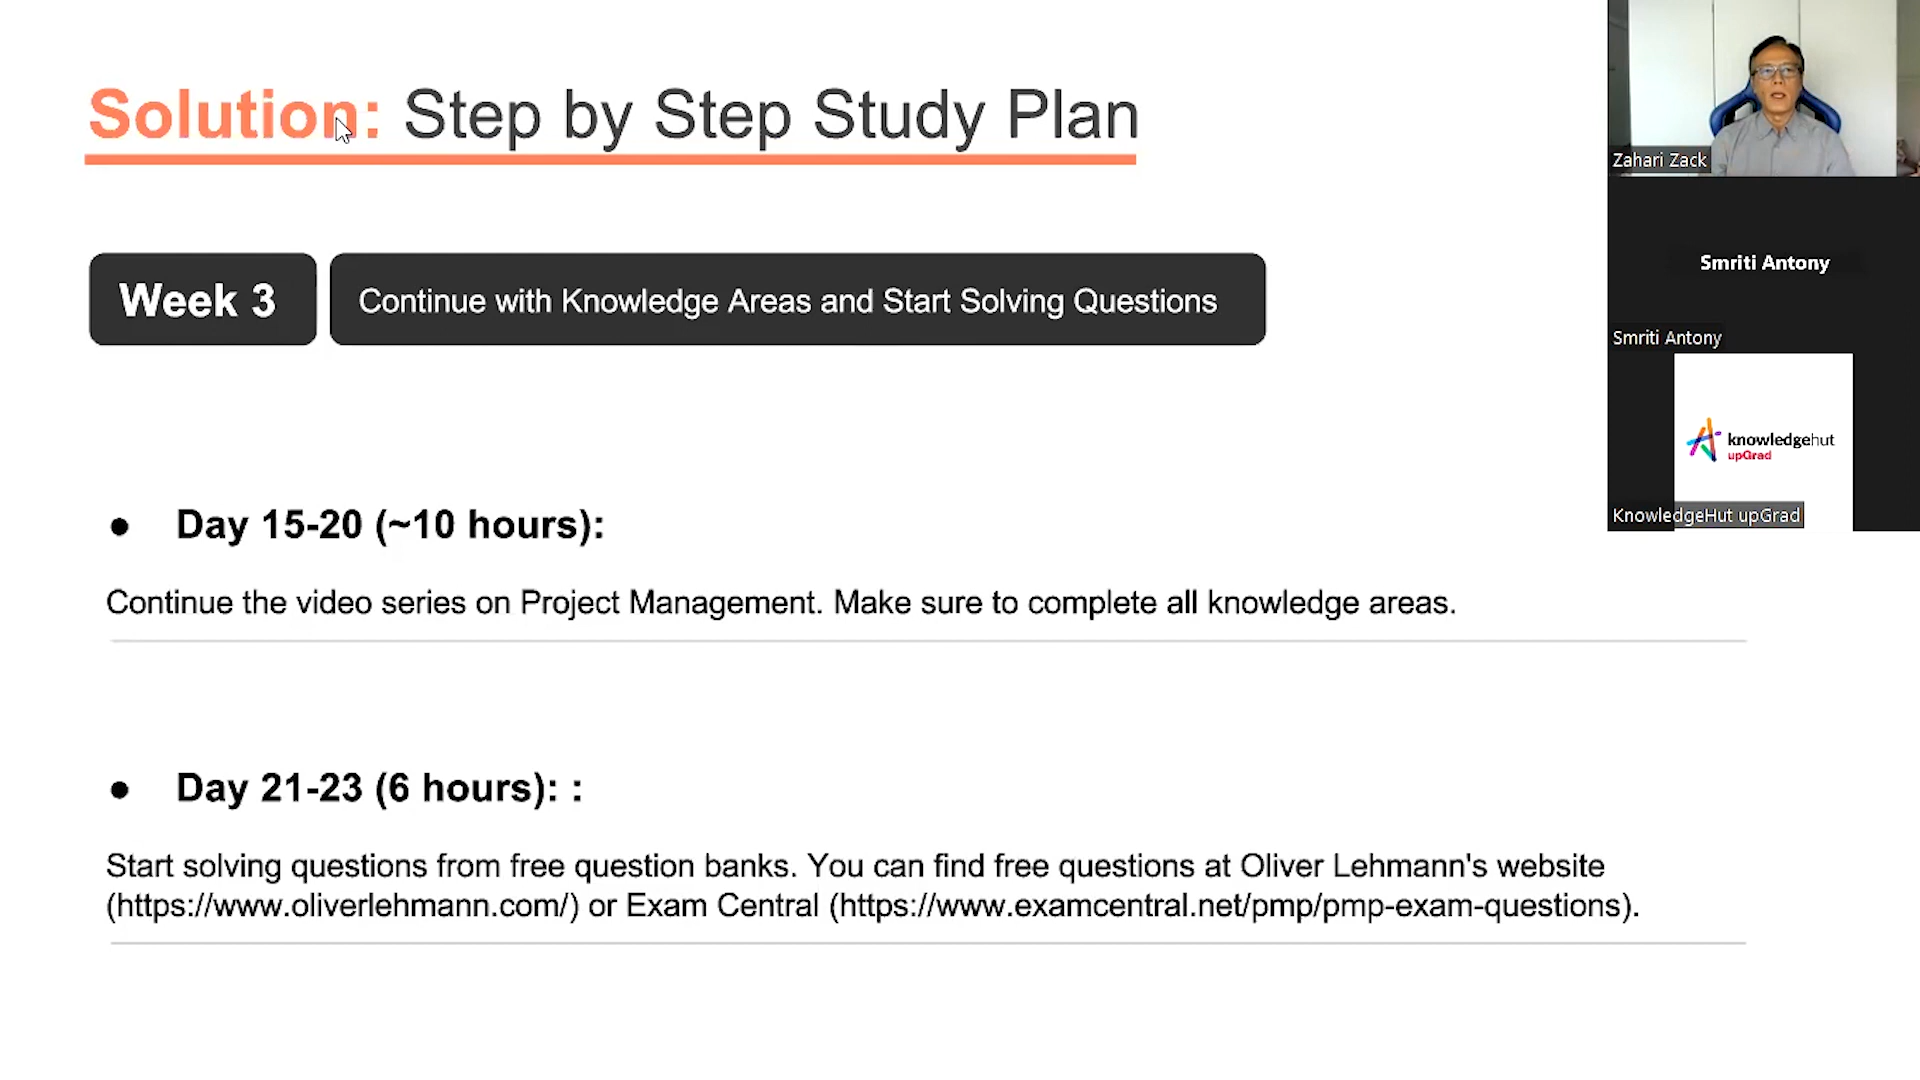 Solution: Step by Step Study Plan
Week 3
Continue with Knowledge Areas and Start Solving Questions
● Day 15-20 (~10 hours):
Continue the video series on Project Management. Make sure to complete all knowledge areas.
● Day 21-23 (6 hours): :
Start solving questions from free question banks. You can find free questions at Oliver Lehmann's website
(https://www.oliverlehmann.com/) or Exam Central (https://www.examcentral.net/pmp/pmp-exam-questions).
Zahari Zack
Smriti Antony
Smriti Antony
knowledgehut
upGrad
KnowledgeHut upGrad